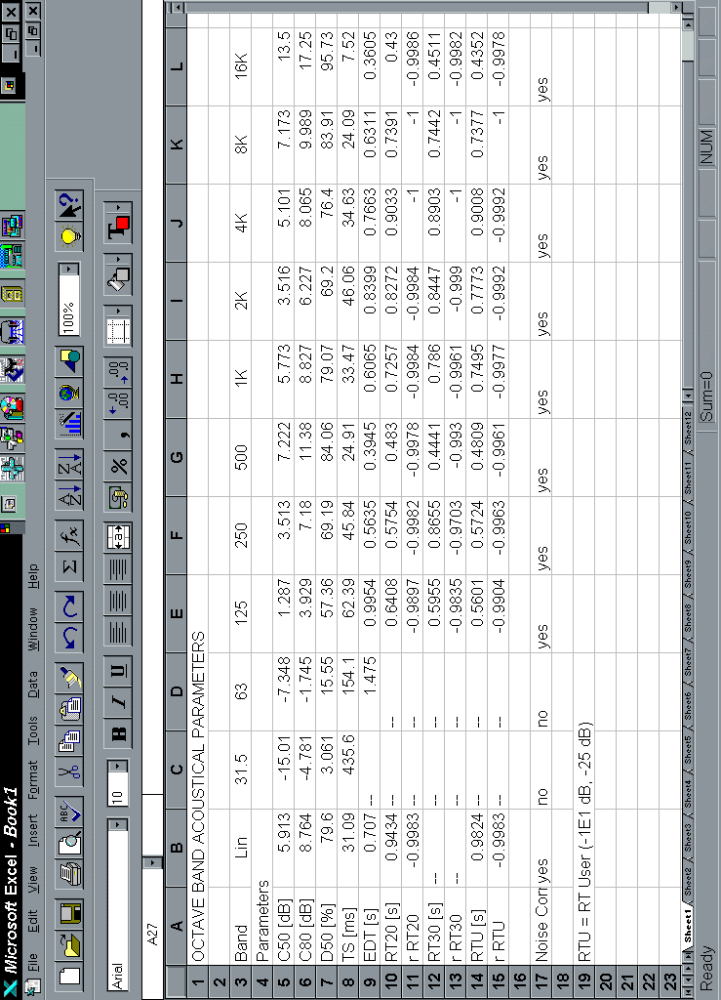 Microsoft Excel - Book1
File Edit View Insert Format Tools Data Window Help
ABC Σ fx A Z Z A 100% ?
Arial 10 B I U a $ % , .00 .0 .00 T
A27
A B C D E F G H I J K L
1 OCTAVE BAND ACOUSTICAL PARAMETERS
2
3 Band Lin 31.5 63 125 250 500 1K 2K 4K 8K 16K
4 Parameters
5 C50 [dB] 5.913 -15.01 -7.348 1.287 3.513 7.222 5.773 3.516 5.101 7.173 13.5
6 C80 [dB] 8.764 -4.781 -1.745 3.929 7.18 11.38 8.827 6.227 8.065 9.989 17.25
7 D50 [%] 79.6 3.061 15.55 57.36 69.19 84.06 79.07 69.2 76.4 83.91 95.73
8 TS [ms] 31.09 435.6 154.1 62.39 45.84 24.91 33.47 46.06 34.63 24.09 7.52
9 EDT [s] 0.707 -- 1.475 0.9954 0.5635 0.3945 0.6065 0.8399 0.7663 0.6311 0.3605
10 RT20 [s] 0.9434 -- -- 0.6408 0.5754 0.483 0.7257 0.8272 0.9033 0.7391 0.43
11 r RT20 -0.9983 -- -- -0.9897 -0.9982 -0.9978 -0.9984 -0.9984 -1 -1 -0.9986
12 RT30 [s] -- -- -- 0.5955 0.8655 0.4441 0.786 0.8447 0.8903 0.7442 0.4511
13 r RT30 -- -- -- -0.9835 -0.9703 -0.993 -0.9961 -0.999 -1 -1 -0.9982
14 RTU [s] 0.9824 -- -- 0.5601 0.5724 0.4809 0.7495 0.7773 0.9008 0.7377 0.4352
15 r RTU -0.9983 -- -- -0.9904 -0.9963 -0.9961 -0.9977 -0.9992 -0.9992 -1 -0.9978
16
17 Noise Corr yes no no yes yes yes yes yes yes yes yes
18
19 RTU = RT User (-1E1 dB, -25 dB)
20
21
22
23
Sheet1 Sheet2 Sheet3 Sheet4 Sheet5 Sheet6 Sheet7 Sheet8 Sheet9 Sheet10 Sheet11 Sheet12
Ready Sum=0 NUM